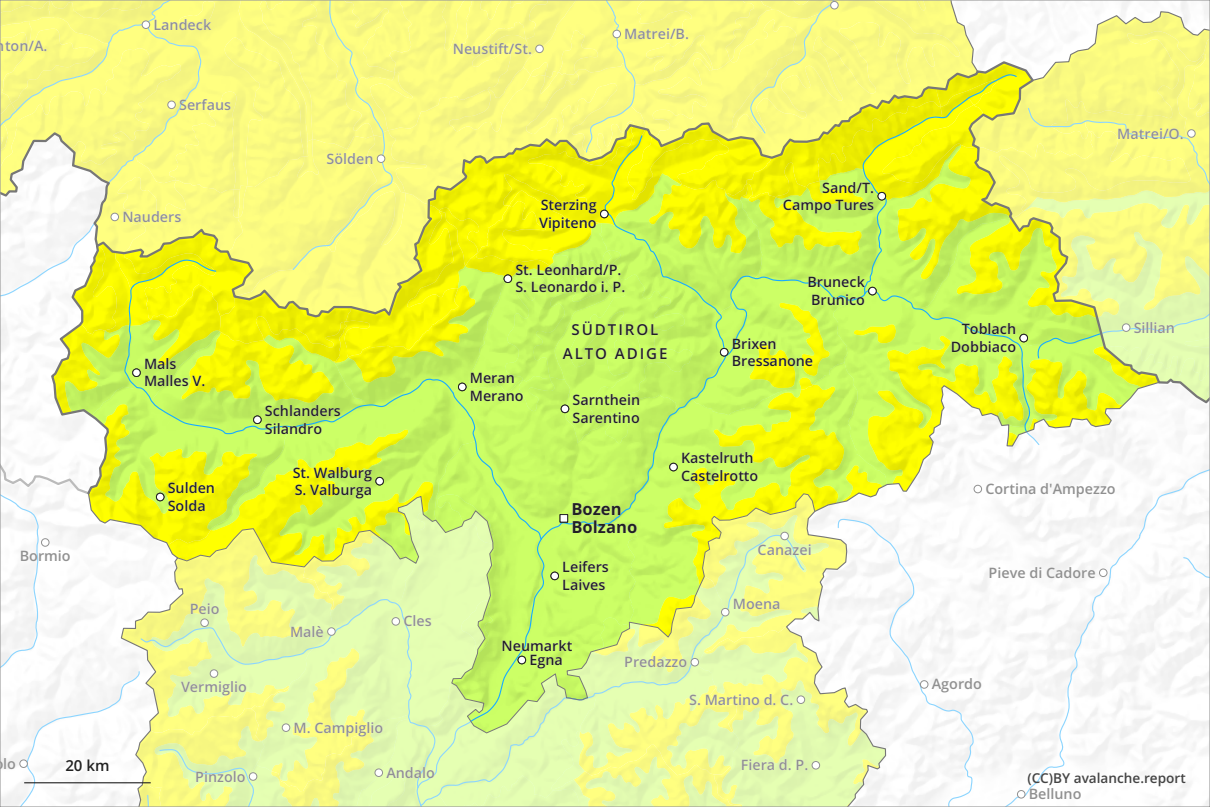 Landeck
nton/A.
Neustift/St.
Matrei/B.
Serfaus
Matrei/O.
Sölden
Nauders
Sand/T.
Campo Tures
Sterzing
Vipiteno
St. Leonhard/P.
S. Leonardo i. P.
Bruneck
Brunico
SÜDTIROL
ALTO ADIGE
Toblach
Dobbiaco
Sillian
Brixen
Bressanone
Mals
Malles V.
Meran
Merano
Sarnthein
Sarentino
Schlanders
Silandro
Kastelruth
Castelrotto
St. Walburg
S. Valburga
Sulden
Solda
Cortina d'Ampezzo
Bozen
Bolzano
Bormio
Canazei
Leifers
Laives
Pieve di Cadore
Peio
Moena
Cles
Malè
Neumarkt
Egna
Predazzo
Vermiglio
Agordo
S. Martino d. C.
M. Campiglio
olo
20 km
Pinzolo
Andalo
Fiera d. P.
(CC)BY avalanche.report
Belluno